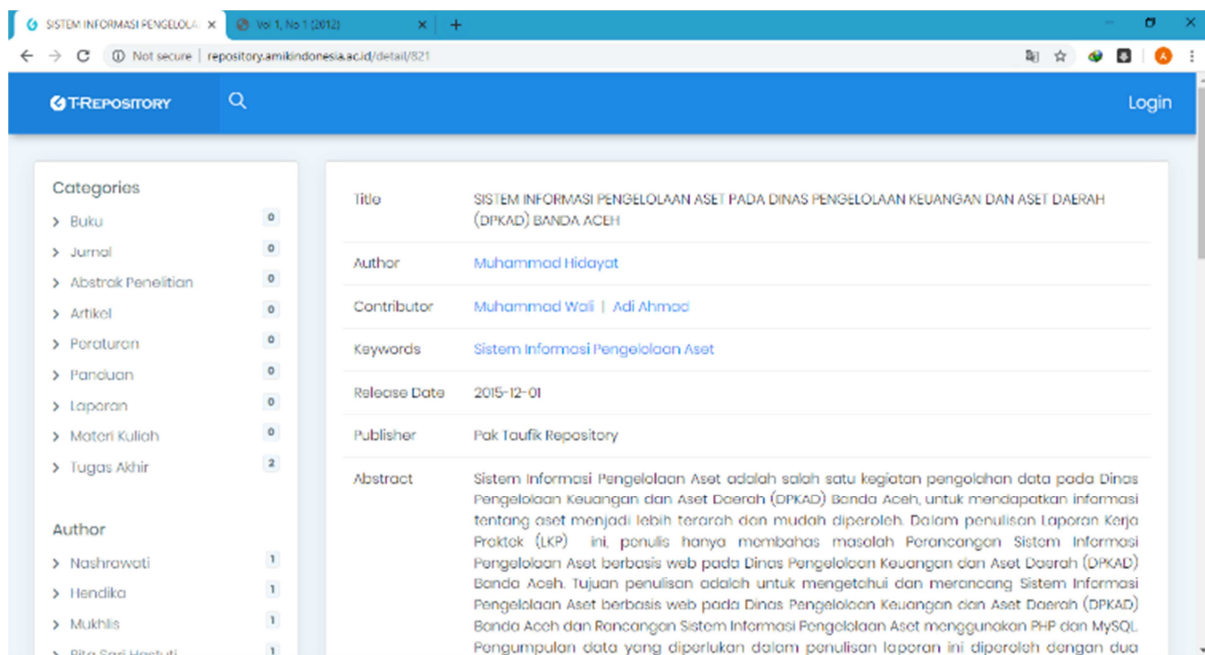 SISTEM INFORMASI PENGELOLA
Vol 1, No 1 (2012)
Not secure | repository.amikindonesia.ac.id/detail/821
A
T-REPOSITORY
Login
Categories
Buku 0
Jurnal 0
Abstrak Penelitian 0
Artikel 0
Peraturan 0
Panduan 0
Laporan 0
Materi Kuliah 0
Tugas Akhir 2
Author
Nashrawati 1
Hendika 1
Mukhlis 1
Rita Sari Hastuti 1
Title SISTEM INFORMASI PENGELOLAAN ASET PADA DINAS PENGELOLAAN KEUANGAN DAN ASET DAERAH
(DPKAD) BANDA ACEH
Author Muhammad Hidayat
Contributor Muhammad Wali | Adi Ahmad
Keywords Sistem Informasi Pengelolaan Aset
Release Date 2015-12-01
Publisher Pak Taufik Repository
Abstract Sistem Informasi Pengelolaan Aset adalah salah satu kegiatan pengolahan data pada Dinas
Pengelolaan Keuangan dan Aset Daerah (DPKAD) Banda Aceh, untuk mendapatkan informasi
tentang aset menjadi lebih terarah dan mudah diperoleh. Dalam penulisan Laporan Kerja
Praktek (LKP) ini, penulis hanya membahas masalah Perancangan Sistem Informasi
Pengelolaan Aset berbasis web pada Dinas Pengelolaan Keuangan dan Aset Daerah (DPKAD)
Banda Aceh. Tujuan penulisan adalah untuk mengetahui dan merancang Sistem Informasi
Pengelolaan Aset berbasis web pada Dinas Pengelolaan Keuangan dan Aset Daerah (DPKAD)
Banda Aceh dan Rancangan Sistem Informasi Pengelolaan Aset menggunakan PHP dan MySQL.
Pengumpulan data yang diperlukan dalam penulisan laporan ini diperoleh dengan dua